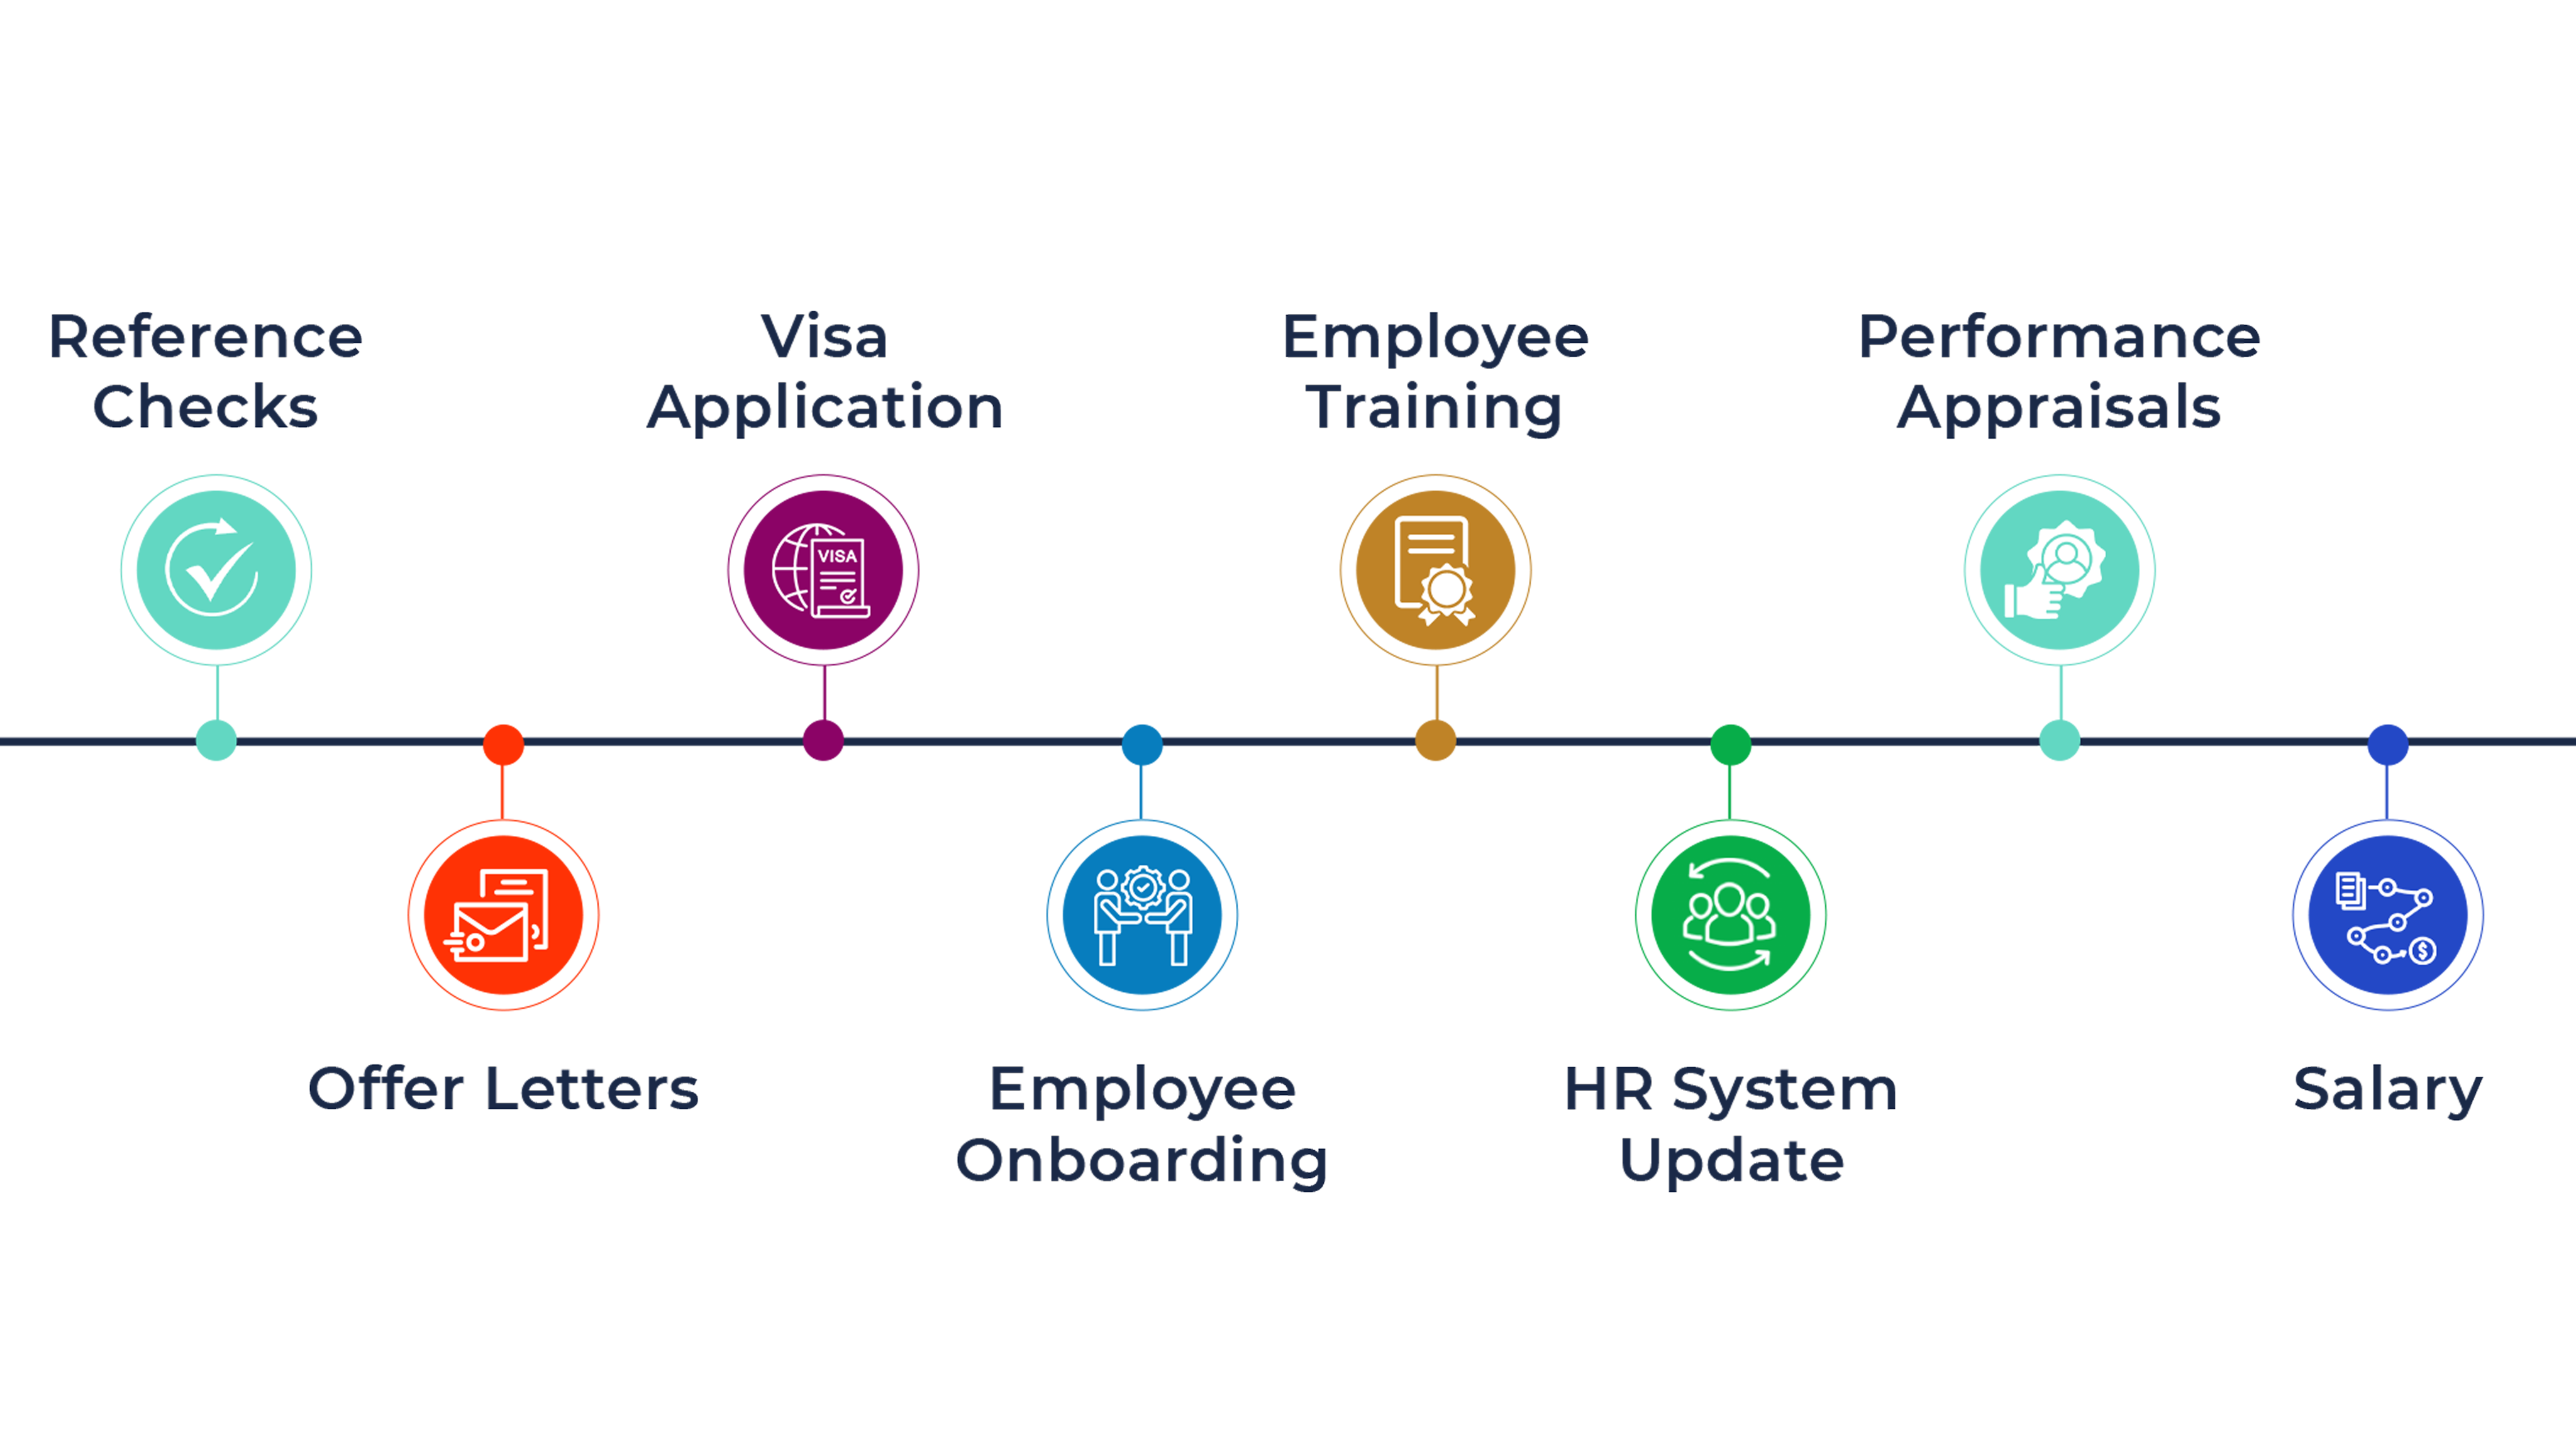 Reference
Checks
Visa
Application
Employee
Training
Performance
Appraisals
VISA
$
Offer Letters
Employee
Onboarding
HR System
Update
Salary